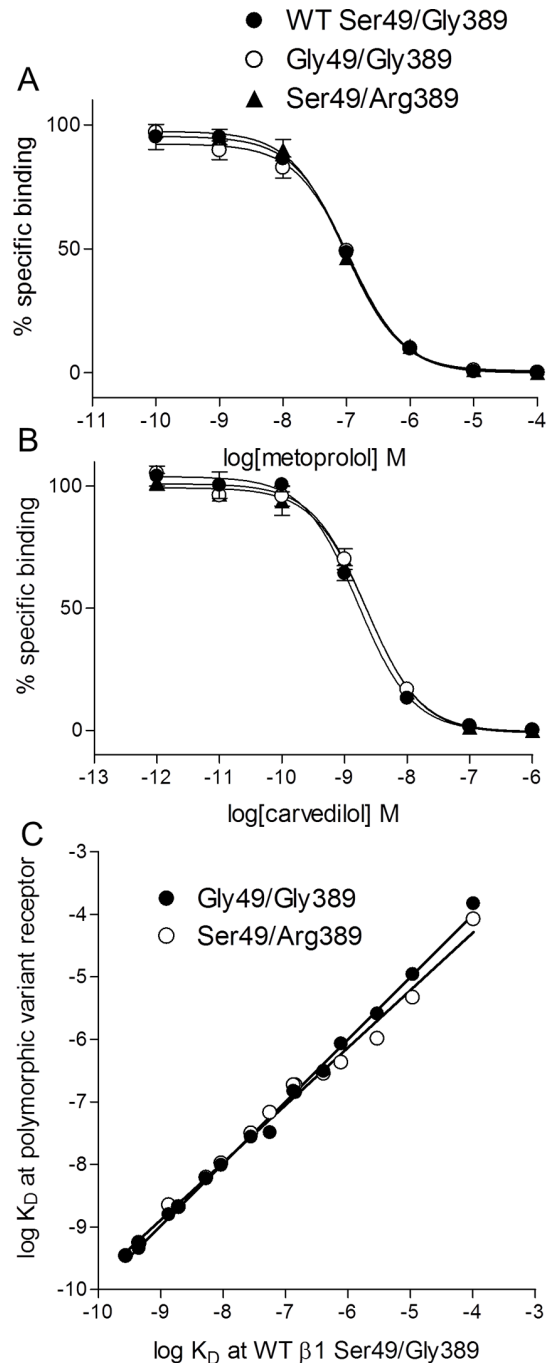 WT Ser49/Gly389
Gly49/Gly389
Ser49/Arg389
A
% specific binding
100
50
0
-11 -10 -9 -8 -7 -6 -5 -4
log[metoprolol] M
B
% specific binding
100
50
0
-13 -12 -11 -10 -9 -8 -7 -6
log[carvedilol] M
C
Gly49/Gly389
Ser49/Arg389
log KD at polymorphic variant receptor
-3
-4
-5
-6
-7
-8
-9
-10
-10 -9 -8 -7 -6 -5 -4 -3
log KD at WT β1 Ser49/Gly389